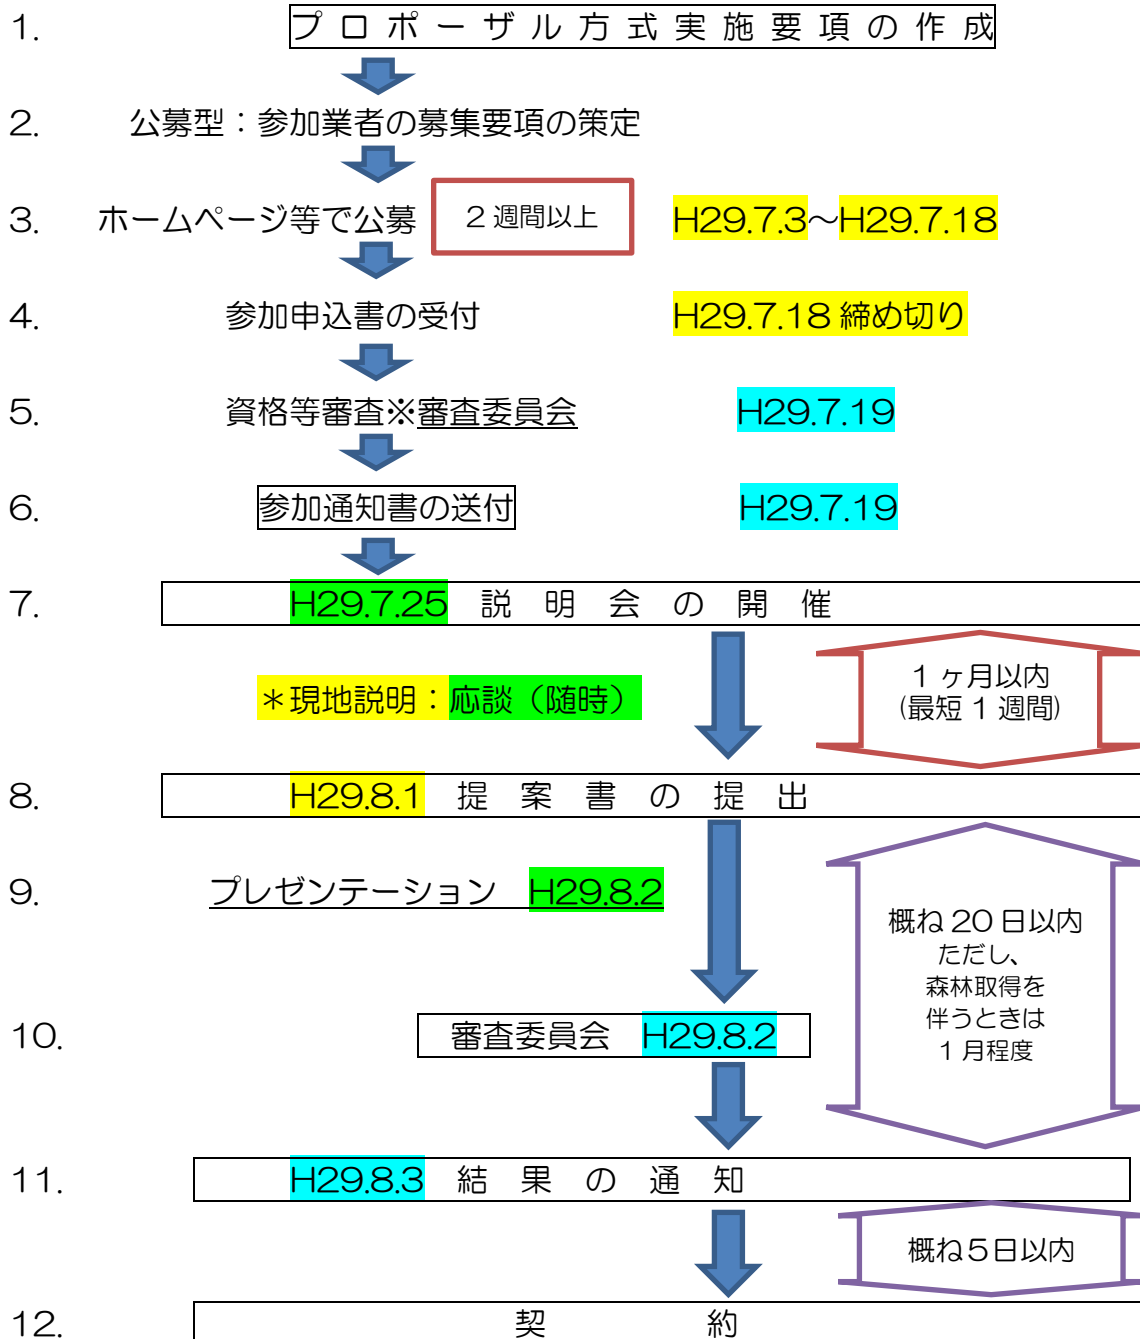 1. プロポーザル方式実施要項の作成
2. 公募型：参加業者の募集要項の策定
3. ホームページ等で公募 2週間以上 H29.7.3～H29.7.18
4. 参加申込書の受付 H29.7.18 締め切り
5. 資格等審査※審査委員会 H29.7.19
6. 参加通知書の送付 H29.7.19
7. H29.7.25 説明会の開催
1ヶ月以内
(最短1週間)
＊現地説明：応談（随時）
8. H29.8.1 提案書の提出
9. プレゼンテーション H29.8.2
概ね20日以内
ただし、
森林取得を
伴うときは
1月程度
10. 審査委員会 H29.8.2
11. H29.8.3 結果の通知
概ね5日以内
12. 契約